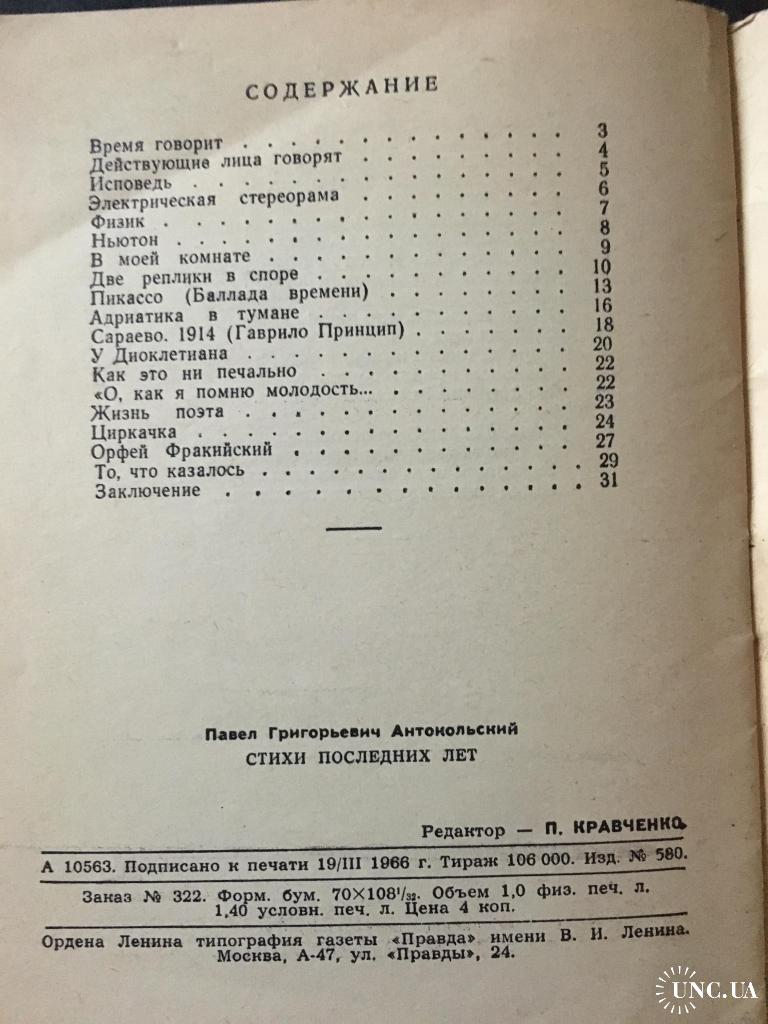 СОДЕРЖАНИЕ
Время говорит . . . . . . . . . . . . . . . 3
Действующие лица говорят . . . . . . . . . 4
Исповедь . . . . . . . . . . . . . . . . . 5
Электрическая стереорама . . . . . . . . . 6
Физик . . . . . . . . . . . . . . . . . . 7
Ньютон . . . . . . . . . . . . . . . . . . 8
В моей комнате . . . . . . . . . . . . . . 9
Две реплики в споре . . . . . . . . . . . 10
Пикассо (Баллада времени) . . . . . . . . 13
Адриатика в тумане . . . . . . . . . . . . 16
Сараево. 1914 (Гаврило Принцип) . . . . . . 18
У Диоклетиана . . . . . . . . . . . . . . 20
Как это ни печально . . . . . . . . . . . 22
«О, как я помню молодость... . . . . . . . 22
Жизнь поэта . . . . . . . . . . . . . . . 23
Циркачка . . . . . . . . . . . . . . . . . 24
Орфей Фракийский . . . . . . . . . . . . . 27
То, что казалось . . . . . . . . . . . . . 29
Заключение . . . . . . . . . . . . . . . . 31
Павел Григорьевич Антокольский
СТИХИ ПОСЛЕДНИХ ЛЕТ
Редактор — П. КРАВЧЕНКО.
А 10563. Подписано к печати 19/III 1966 г. Тираж 106 000. Изд. № 580.
Заказ № 322. Форм. бум. 70×108¹/₃₂. Объем 1,0 физ. печ. л.
1,40 условн. печ. л. Цена 4 коп.
Ордена Ленина типография газеты «Правда» имени В. И. Ленина.
Москва, А-47, ул. «Правды», 24.
UNC.UA